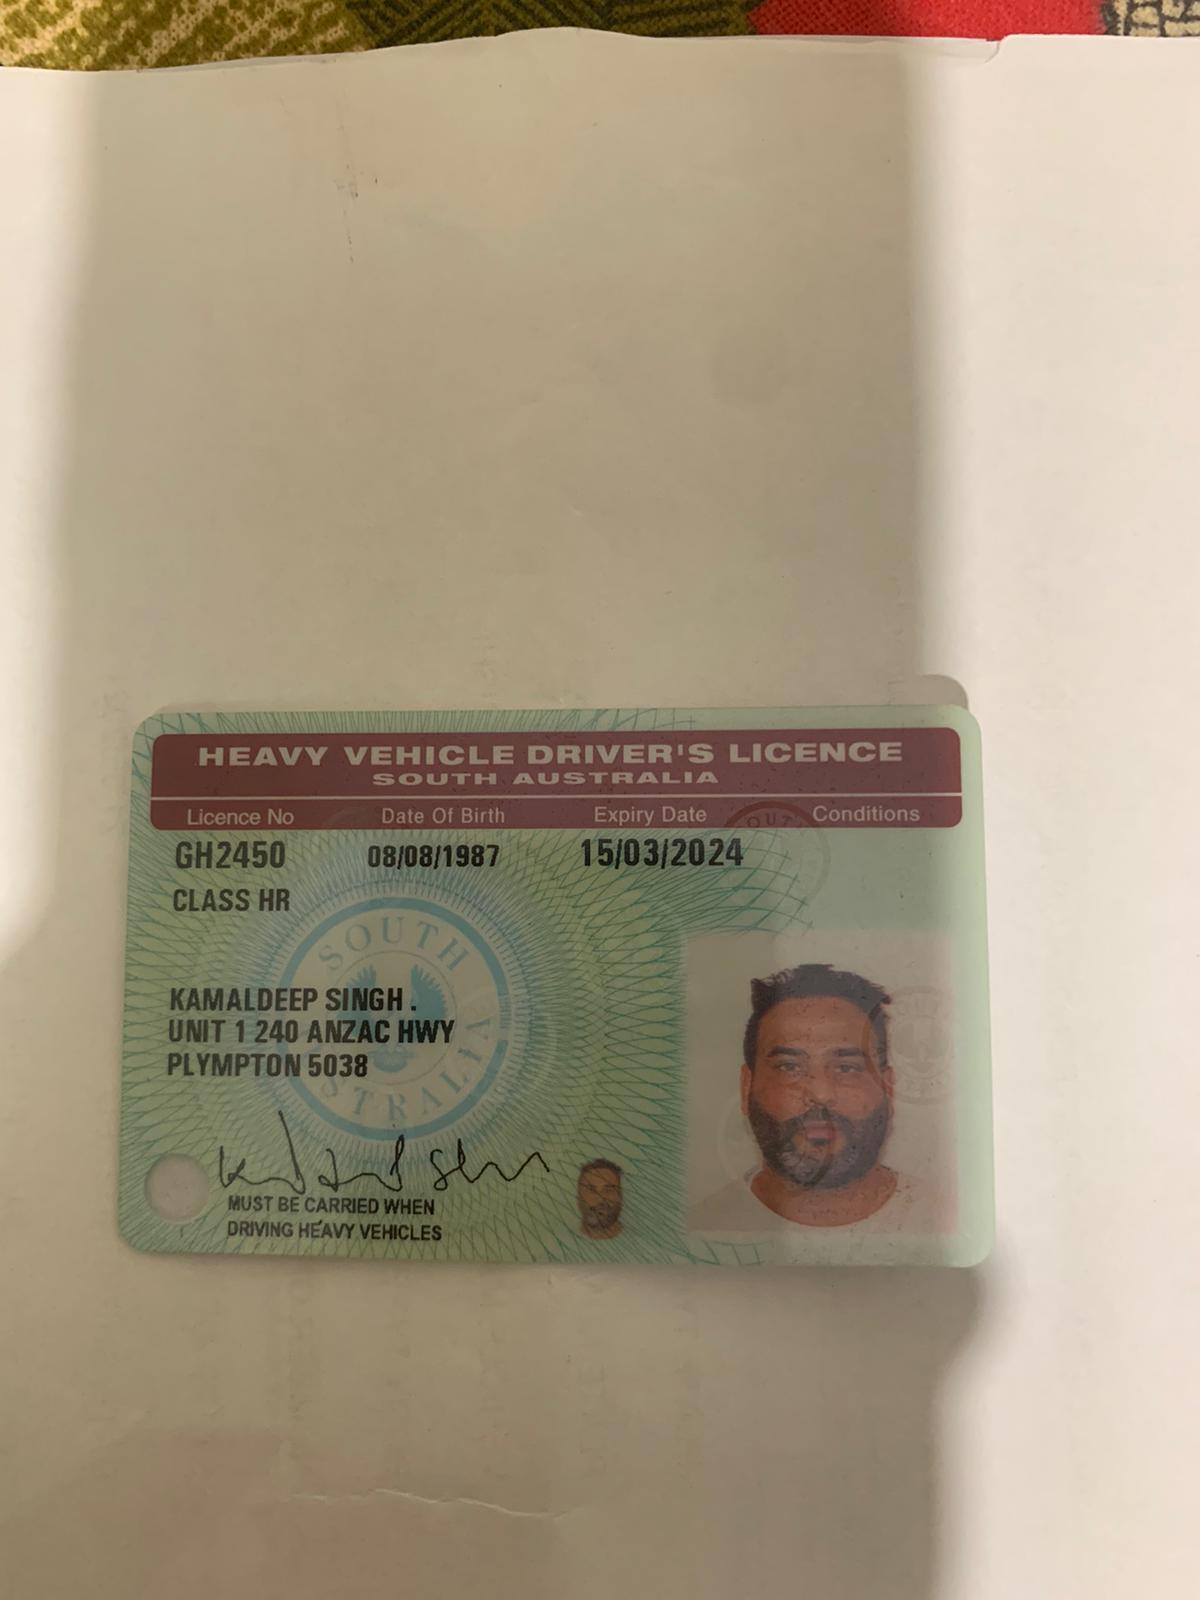 HEAVY VEHICLE DRIVER'S LICENCE
SOUTH AUSTRALIA
Licence No Date Of Birth Expiry Date Conditions
GH2450 08/08/1987 15/03/2024
CLASS HR
SOUTH AUSTRALIA
KAMALDEEP SINGH .
UNIT 1 240 ANZAC HWY
PLYMPTON 5038
MUST BE CARRIED WHEN
DRIVING HEAVY VEHICLES